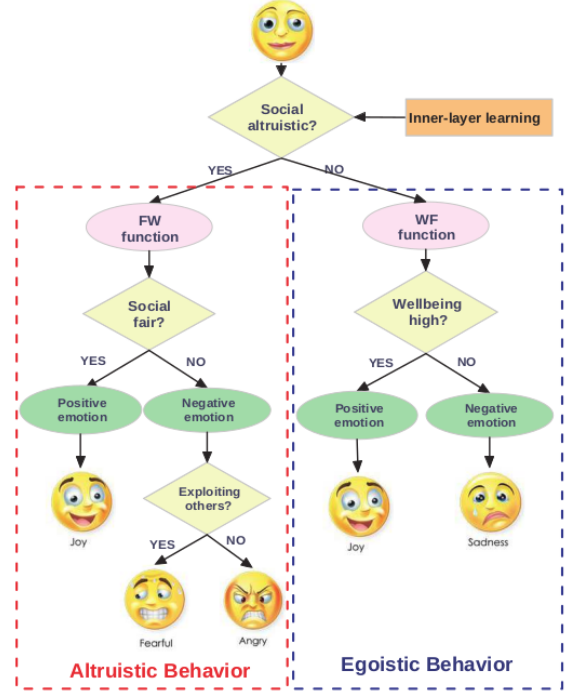 Social
altruistic?
Inner-layer learning
YES
NO
FW
function
WF
function
Social
fair?
Wellbeing
high?
YES
NO
YES
NO
Positive
emotion
Negative
emotion
Positive
emotion
Negative
emotion
Exploiting
others?
Joy
Joy
Sadness
YES
NO
Fearful
Angry
Altruistic Behavior
Egoistic Behavior